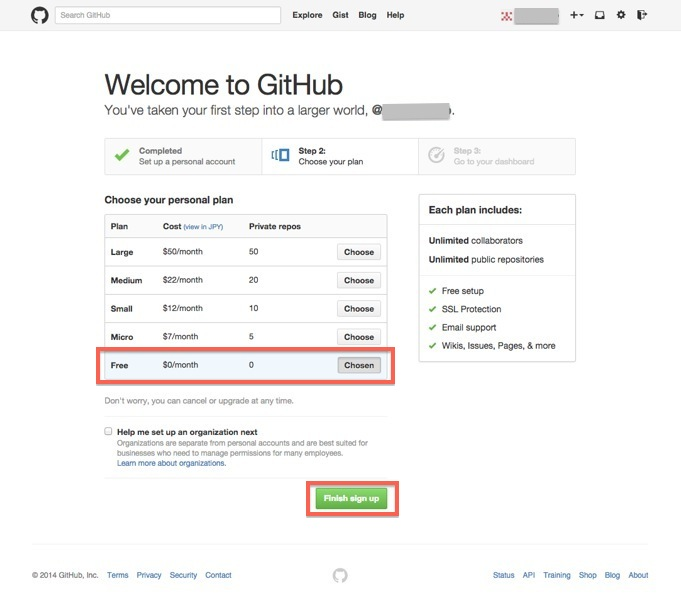 Search GitHub
Explore Gist Blog Help
Welcome to GitHub
You've taken your first step into a larger world, @
Completed
Set up a personal account
Step 2:
Choose your plan
Step 3:
Go to your dashboard
Choose your personal plan
Plan Cost (view in JPY) Private repos
Large $50/month 50 Choose
Medium $22/month 20 Choose
Small $12/month 10 Choose
Micro $7/month 5 Choose
Free $0/month 0 Chosen
Don't worry, you can cancel or upgrade at any time.
Help me set up an organization next
Organizations are separate from personal accounts and are best suited for
businesses who need to manage permissions for many employees.
Learn more about organizations.
Finish sign up
Each plan includes:
Unlimited collaborators
Unlimited public repositories
Free setup
SSL Protection
Email support
Wikis, Issues, Pages, & more
© 2014 GitHub, Inc. Terms Privacy Security Contact
Status API Training Shop Blog About